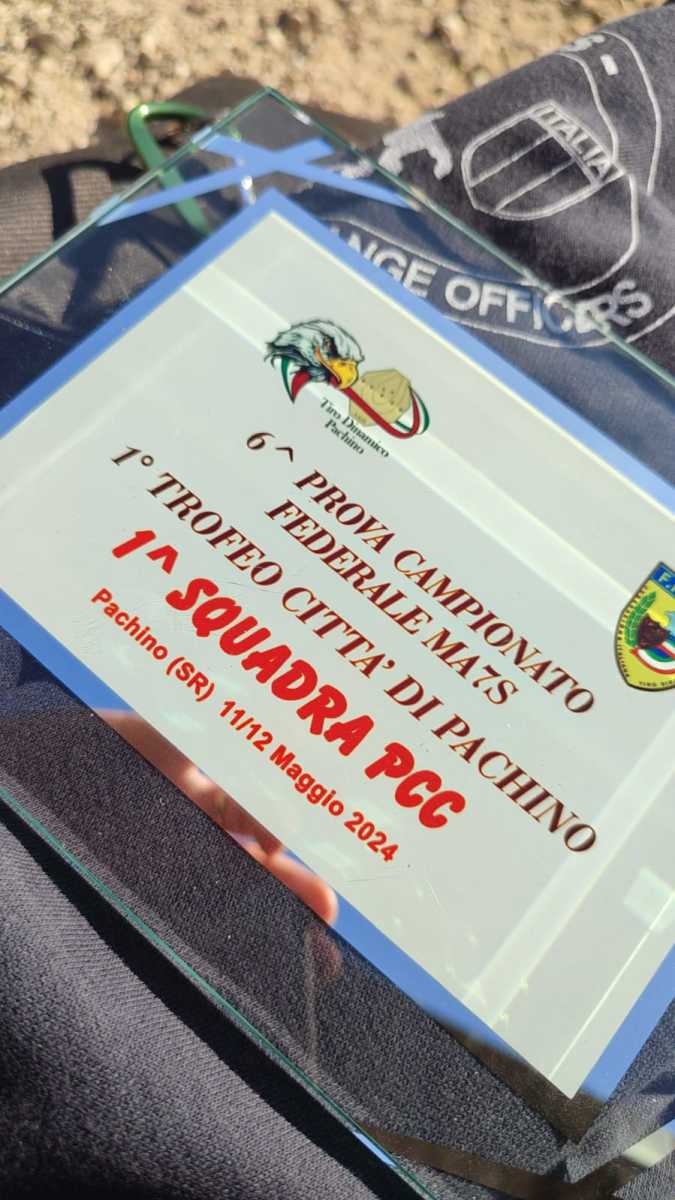 ITALIA
RANGE OFFICERS
Tiro Dinamico
Pachino
6^ PROVA CAMPIONATO
FEDERALE MA7S
1° TROFEO CITTA' DI PACHINO
1^ SQUADRA PCC
Pachino (SR) 11/12 Maggio 2024